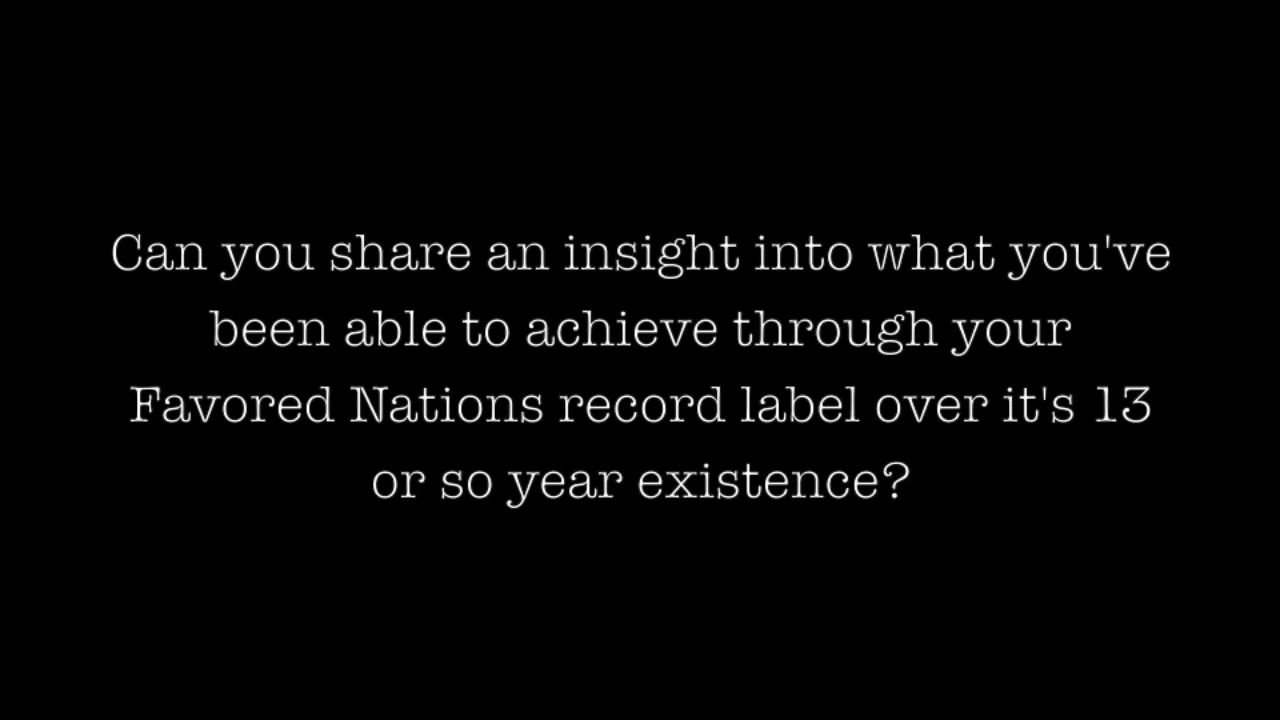 Can you share an insight into what you've
been able to achieve through your
Favored Nations record label over it's 13
or so year existence?